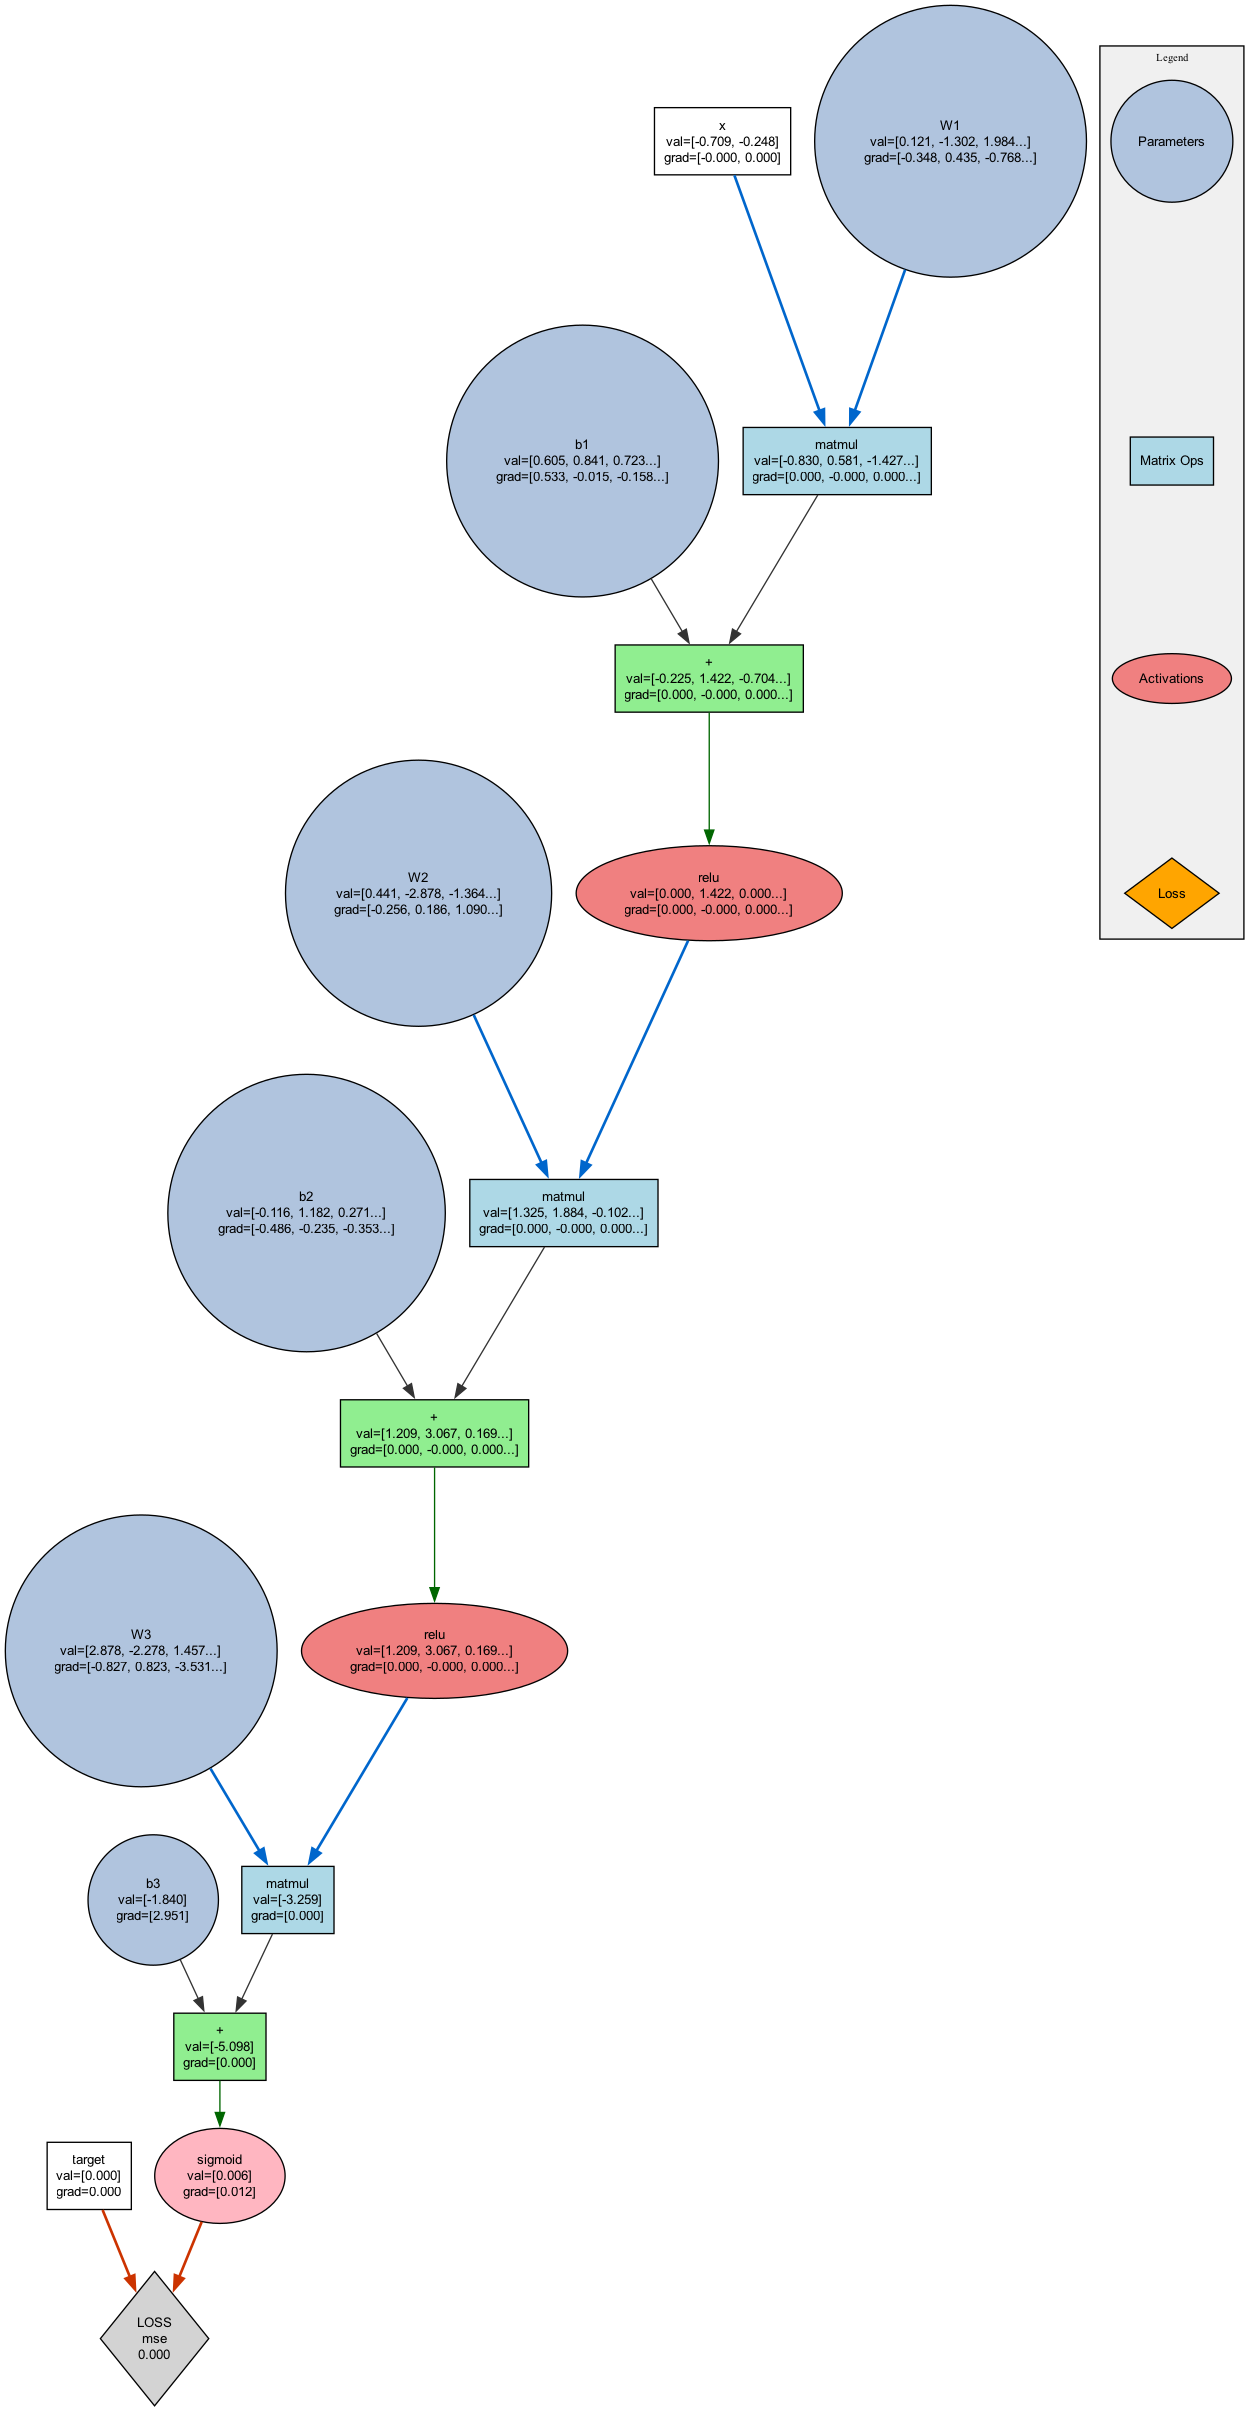 Legend
Parameters
Matrix Ops
Activations
Loss
x
val=[-0.709, -0.248]
grad=[-0.000, 0.000]
W1
val=[0.121, -1.302, 1.984...]
grad=[-0.348, 0.435, -0.768...]
b1
val=[0.605, 0.841, 0.723...]
grad=[0.533, -0.015, -0.158...]
matmul
val=[-0.830, 0.581, -1.427...]
grad=[0.000, -0.000, 0.000...]
+
val=[-0.225, 1.422, -0.704...]
grad=[0.000, -0.000, 0.000...]
W2
val=[0.441, -2.878, -1.364...]
grad=[-0.256, 0.186, 1.090...]
relu
val=[0.000, 1.422, 0.000...]
grad=[0.000, -0.000, 0.000...]
b2
val=[-0.116, 1.182, 0.271...]
grad=[-0.486, -0.235, -0.353...]
matmul
val=[1.325, 1.884, -0.102...]
grad=[0.000, -0.000, 0.000...]
+
val=[1.209, 3.067, 0.169...]
grad=[0.000, -0.000, 0.000...]
W3
val=[2.878, -2.278, 1.457...]
grad=[-0.827, 0.823, -3.531...]
relu
val=[1.209, 3.067, 0.169...]
grad=[0.000, -0.000, 0.000...]
b3
val=[-1.840]
grad=[2.951]
matmul
val=[-3.259]
grad=[0.000]
+
val=[-5.098]
grad=[0.000]
target
val=[0.000]
grad=0.000
sigmoid
val=[0.006]
grad=[0.012]
LOSS
mse
0.000